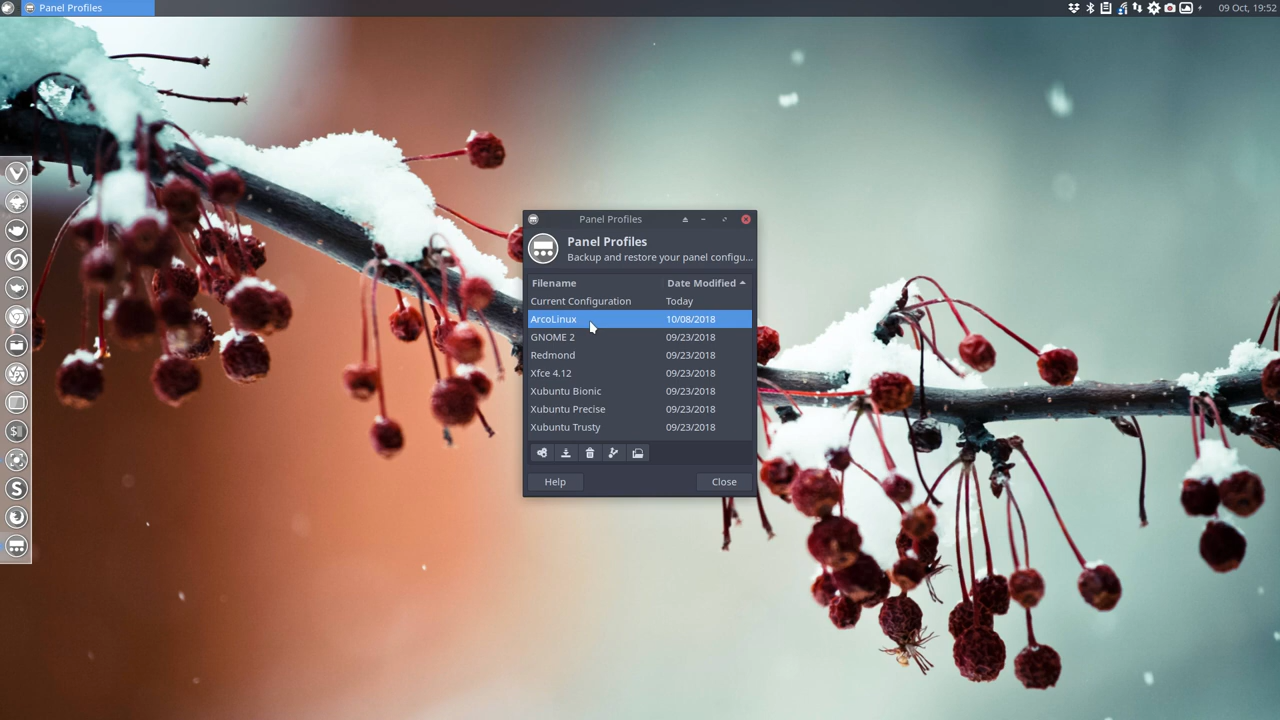 Panel Profiles
09 Oct, 19:52
Panel Profiles
Panel Profiles
Backup and restore your panel configu...
Filename Date Modified
Current Configuration Today
ArcoLinux 10/08/2018
GNOME 2 09/23/2018
Redmond 09/23/2018
Xfce 4.12 09/23/2018
Xubuntu Bionic 09/23/2018
Xubuntu Precise 09/23/2018
Xubuntu Trusty 09/23/2018
Help Close